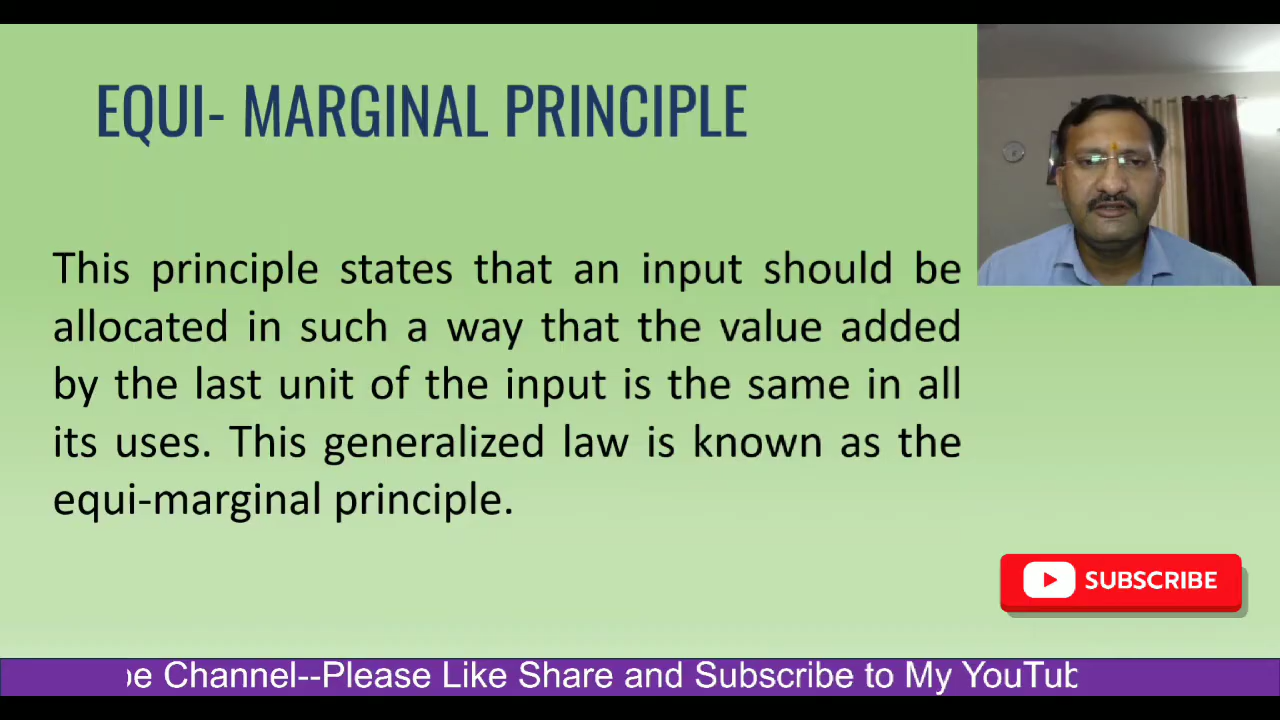 EQUI- MARGINAL PRINCIPLE
This principle states that an input should be
allocated in such a way that the value added
by the last unit of the input is the same in all
its uses. This generalized law is known as the
equi-marginal principle.
SUBSCRIBE
Channel--Please Like Share and Subscribe to My